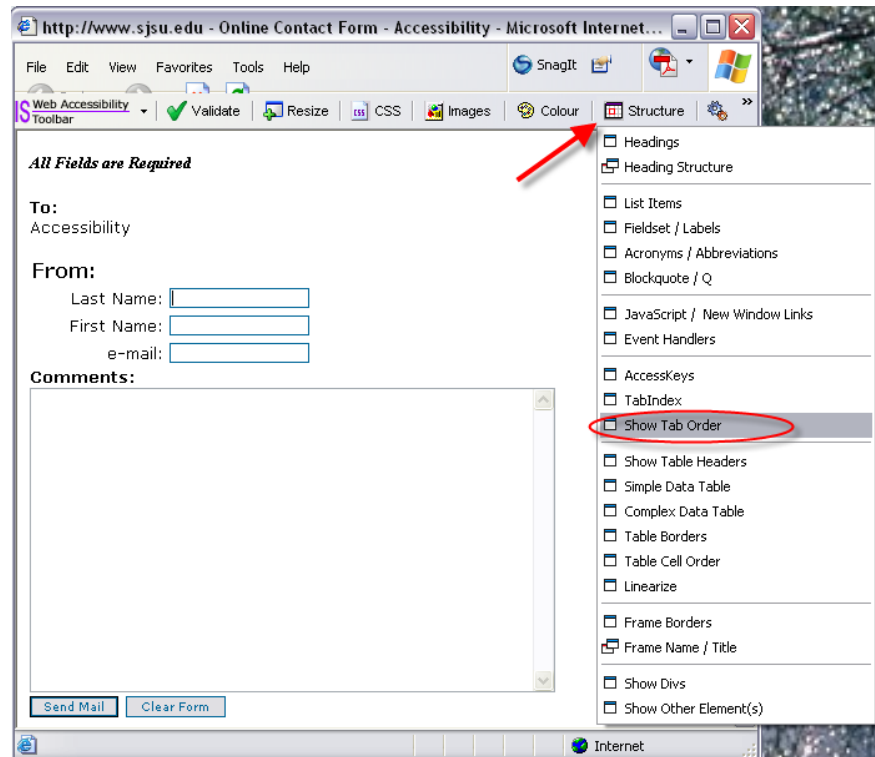 http://www.sjsu.edu - Online Contact Form - Accessibility - Microsoft Internet...
File Edit View Favorites Tools Help SnagIt
Web Accessibility Toolbar Validate Resize CSS Images Colour Structure »
All Fields are Required
To:
Accessibility
From:
Last Name:
First Name:
e-mail:
Comments:
Send Mail Clear Form
Headings
Heading Structure
List Items
Fieldset / Labels
Acronyms / Abbreviations
Blockquote / Q
JavaScript / New Window Links
Event Handlers
AccessKeys
TabIndex
Show Tab Order
Show Table Headers
Simple Data Table
Complex Data Table
Table Borders
Table Cell Order
Linearize
Frame Borders
Frame Name / Title
Show Divs
Show Other Element(s)
Internet